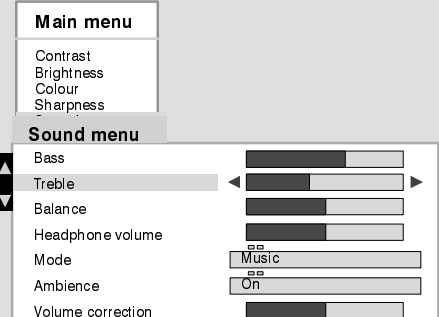 Main menu
Contrast
Brightness
Colour
Sharpness
Sound menu
Bass
Treble
Balance
Headphone volume
Mode Music
Ambience On
Volume correction